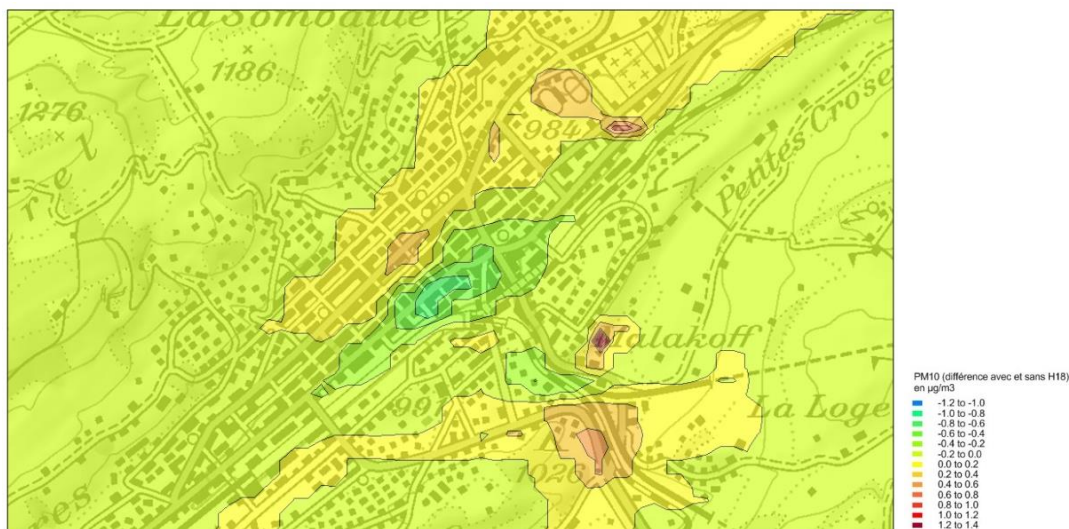 La Sombaille
1186
1276
rel
984
Petites Crose
Malakoff
991
La Loge
1026
es
PM10 (différence avec et sans H18)
en µg/m3
-1.2 to -1.0
-1.0 to -0.8
-0.8 to -0.6
-0.6 to -0.4
-0.4 to -0.2
-0.2 to 0.0
0.0 to 0.2
0.2 to 0.4
0.4 to 0.6
0.6 to 0.8
0.8 to 1.0
1.0 to 1.2
1.2 to 1.4